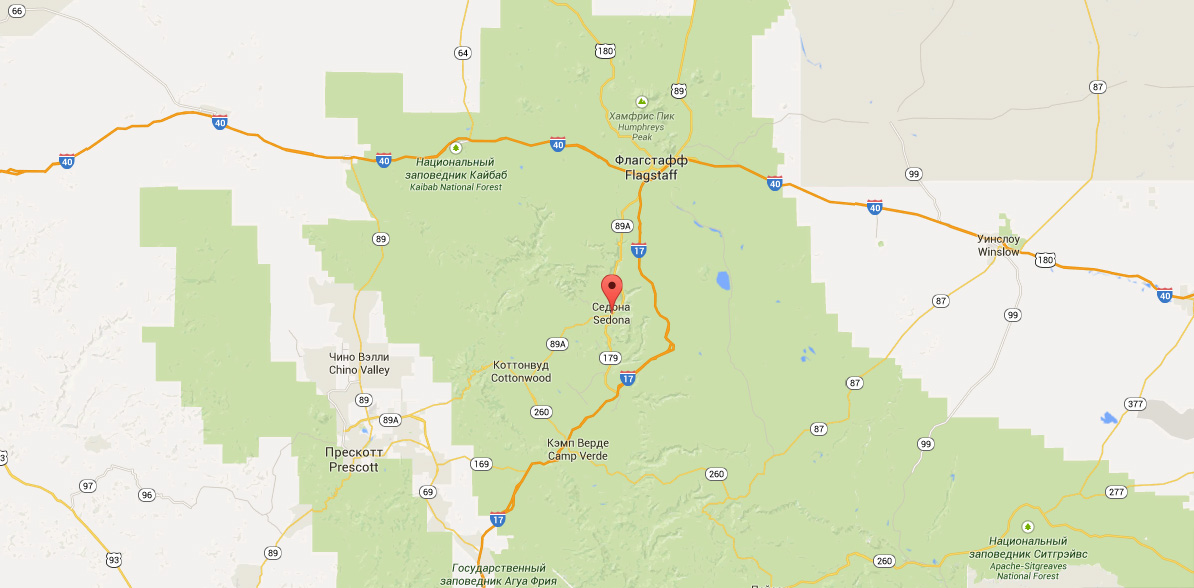 66
64
180
89
87
40
Хамфрис Пик
Humphreys
Peak
40
40
40
Национальный
заповедник Кайбаб
Kaibab National Forest
Флагстафф
Flagstaff
99
40
40
89
89A
17
Уинслоу
Winslow
180
40
Седона
Sedona
87
99
89A
179
Коттонвуд
Cottonwood
17
Чино Вэлли
Chino Valley
87
89
89A
260
377
87
Кэмп Верде
Camp Verde
99
Прескотт
Prescott
169
260
3
97
96
69
277
17
89
93
Национальный
заповедник Ситгрэйвс
Apache-Sitgreaves
National Forest
260
Государственный
заповедник Агуа Фрия